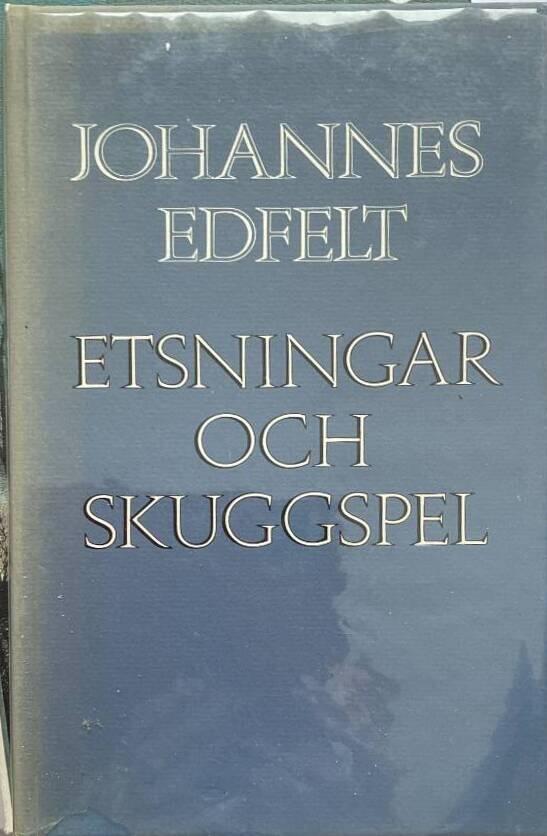 JOHANNES
EDFELT
ETSNINGAR
OCH
SKUGGSPEL